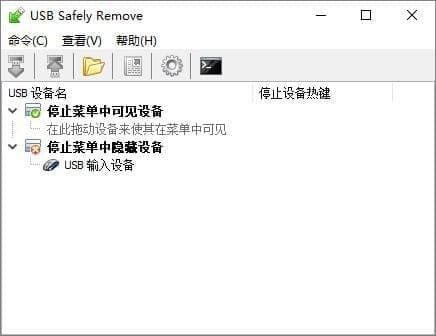 USB Safely Remove
命令(C) 查看(V) 帮助(H)
USB 设备名 停止设备热键
停止菜单中可见设备
在此拖动设备来使其在菜单中可见
停止菜单中隐藏设备
USB 输入设备